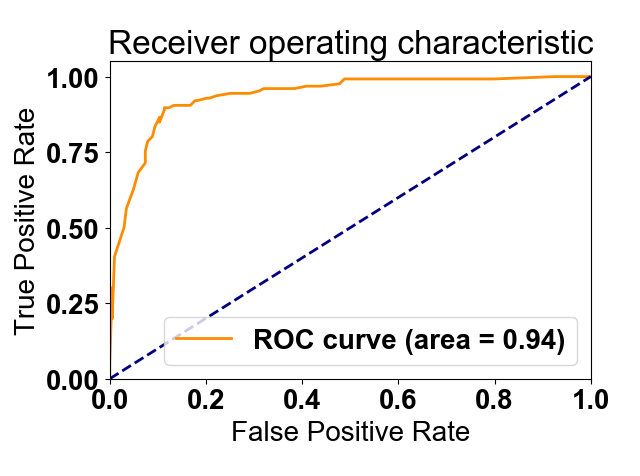 Receiver operating characteristic
1.00
0.75
0.50
0.25
0.00
True Positive Rate
ROC curve (area = 0.94)
0.0 0.2 0.4 0.6 0.8 1.0
False Positive Rate